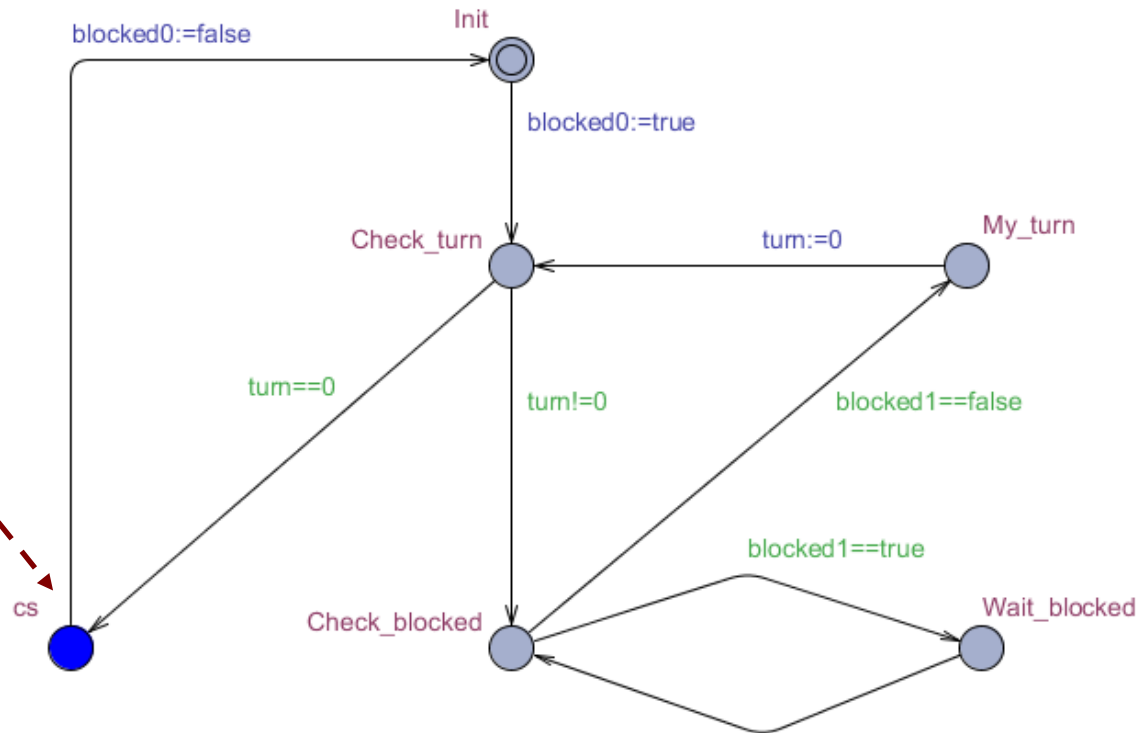 Init
blocked0:=false
blocked0:=true
My_turn
Check_turn
turn:=0
turn==0
turn!=0
blocked1==false
blocked1==true
cs
Check_blocked
Wait_blocked